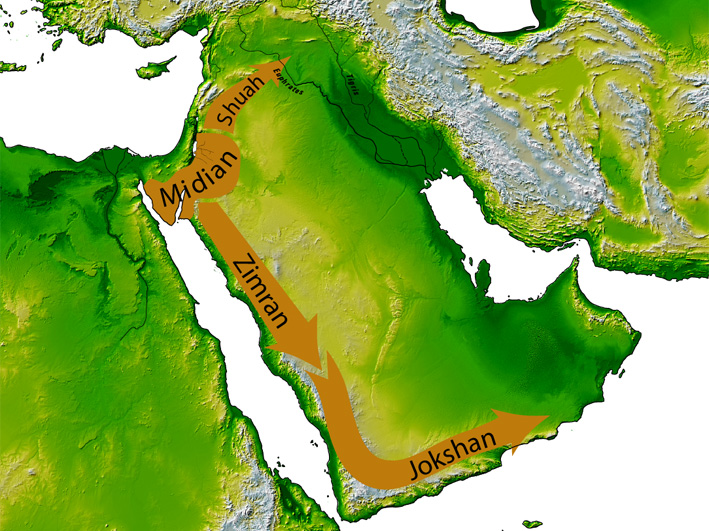 Shuah
Euphrates
Tigris
Midian
Zimran
Jokshan